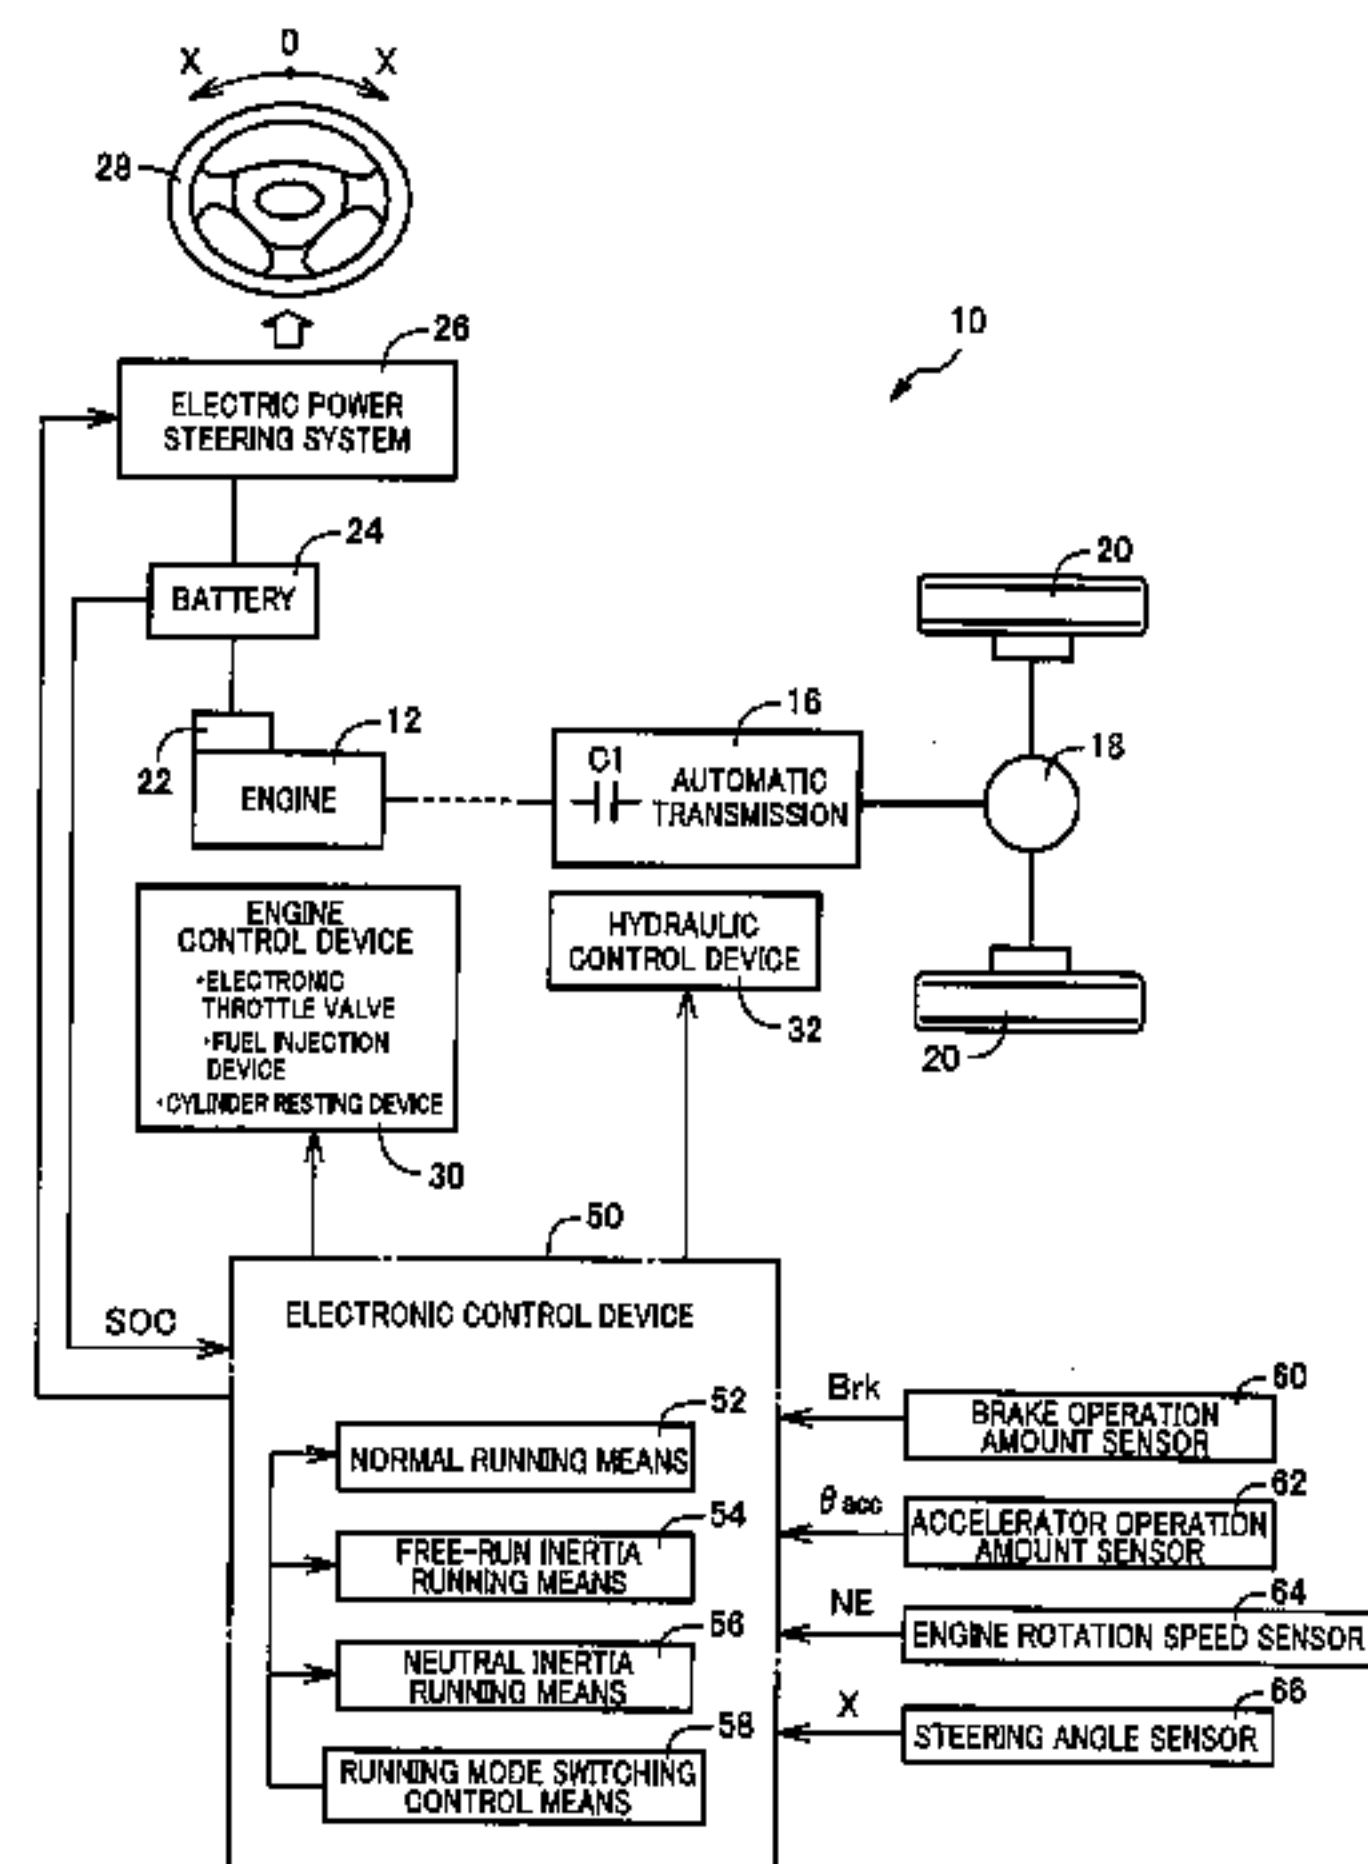 X 0 X
28
26
ELECTRIC POWER
STEERING SYSTEM
10
24
BATTERY
20
22
12
ENGINE
16
C1
AUTOMATIC
TRANSMISSION
18
ENGINE
CONTROL DEVICE
・ELECTRONIC
THROTTLE VALVE
・FUEL INJECTION
DEVICE
・CYLINDER RESTING DEVICE
30
HYDRAULIC
CONTROL DEVICE
32
20
50
ELECTRONIC CONTROL DEVICE
SOC
52
NORMAL RUNNING MEANS
54
FREE-RUN INERTIA
RUNNING MEANS
56
NEUTRAL INERTIA
RUNNING MEANS
58
RUNNING MODE SWITCHING
CONTROL MEANS
Brk
60
BRAKE OPERATION
AMOUNT SENSOR
θacc
62
ACCELERATOR OPERATION
AMOUNT SENSOR
NE
64
ENGINE ROTATION SPEED SENSOR
X
66
STEERING ANGLE SENSOR